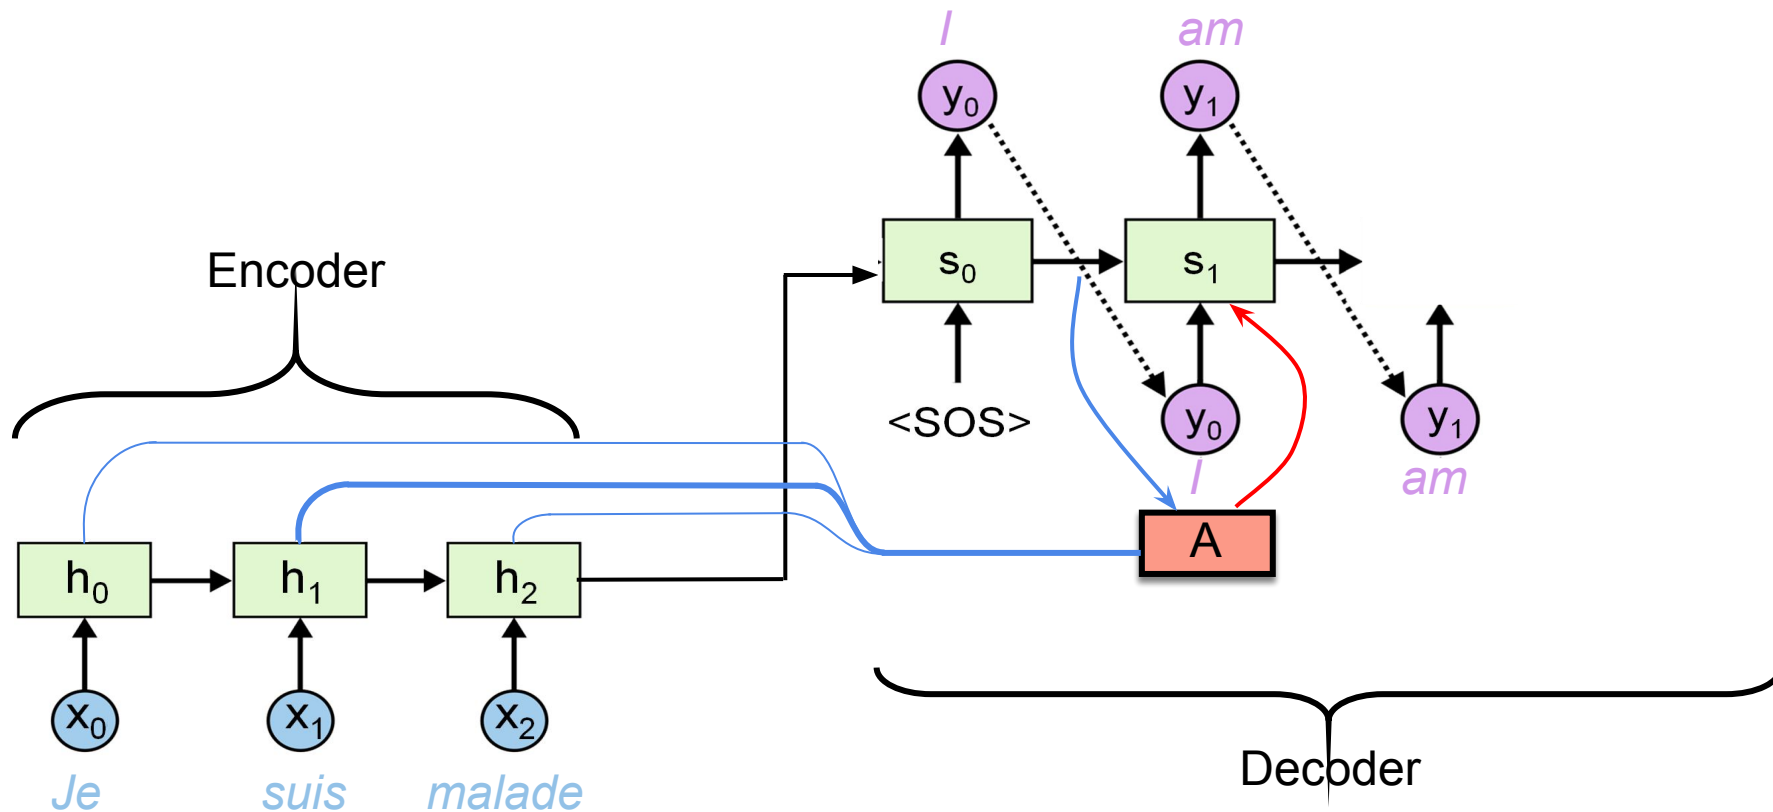 I am
y₀ y₁
s₀ s₁
Encoder
<SOS> y₀ y₁
I am
A
h₀ h₁ h₂
x₀ x₁ x₂
Je suis malade
Decoder